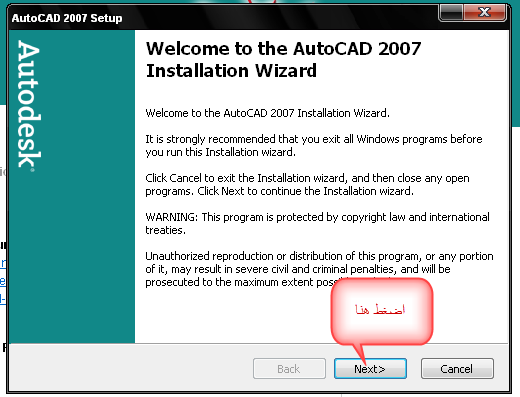 AutoCAD 2007 Setup
Autodesk®
Welcome to the AutoCAD 2007
Installation Wizard
Welcome to the AutoCAD 2007 Installation Wizard.
It is strongly recommended that you exit all Windows programs before
you run this Installation wizard.
Click Cancel to exit the Installation wizard, and then close any open
programs. Click Next to continue the Installation wizard.
WARNING: This program is protected by copyright law and international
treaties.
Unauthorized reproduction or distribution of this program, or any portion
of it, may result in severe civil and criminal penalties, and will be
prosecuted to the maximum extent
اضغط هنا
Back
Next>
Cancel